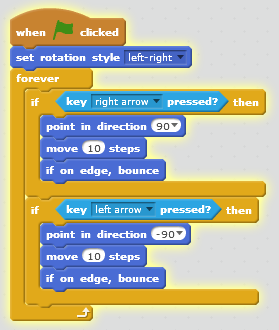 when clicked
set rotation style left-right
forever
if key right arrow pressed? then
point in direction 90
move 10 steps
if on edge, bounce
if key left arrow pressed? then
point in direction -90
move 10 steps
if on edge, bounce